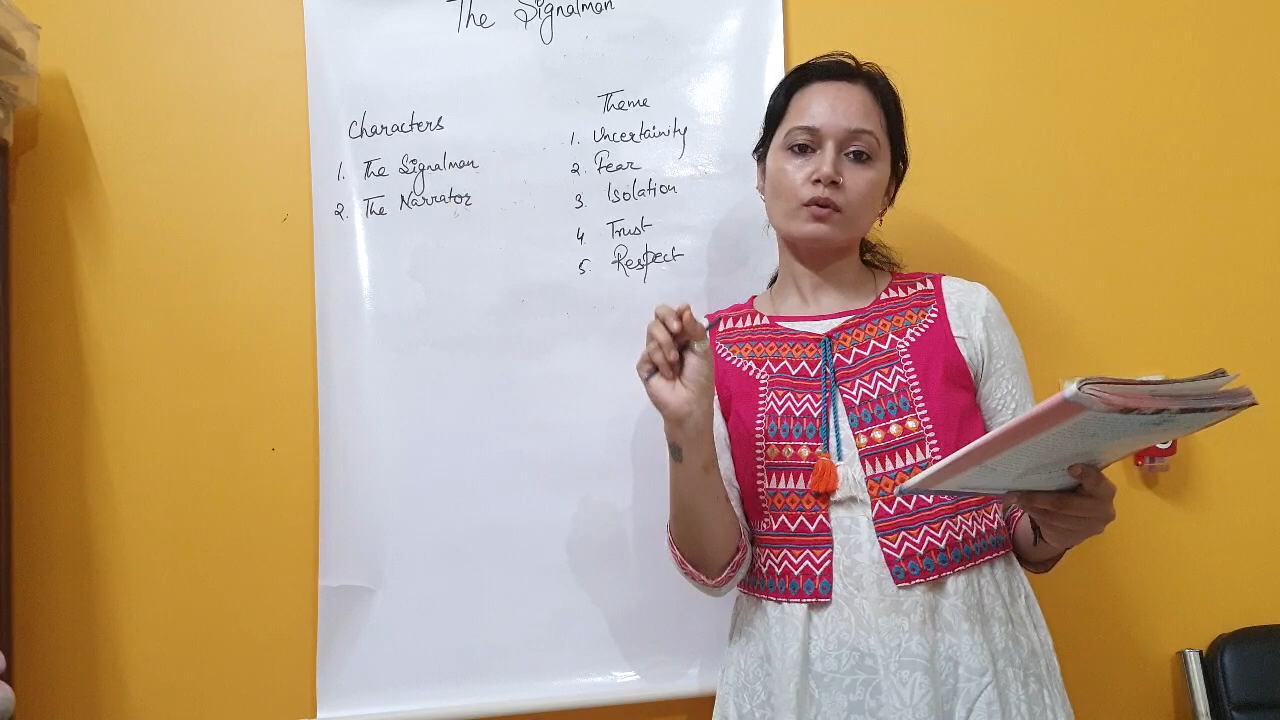 The Signalman
Characters
1. The Signalman
2. The Narrator
Theme
1. Uncertainity
2. Fear
3. Isolation
4. Trust
5. Respect